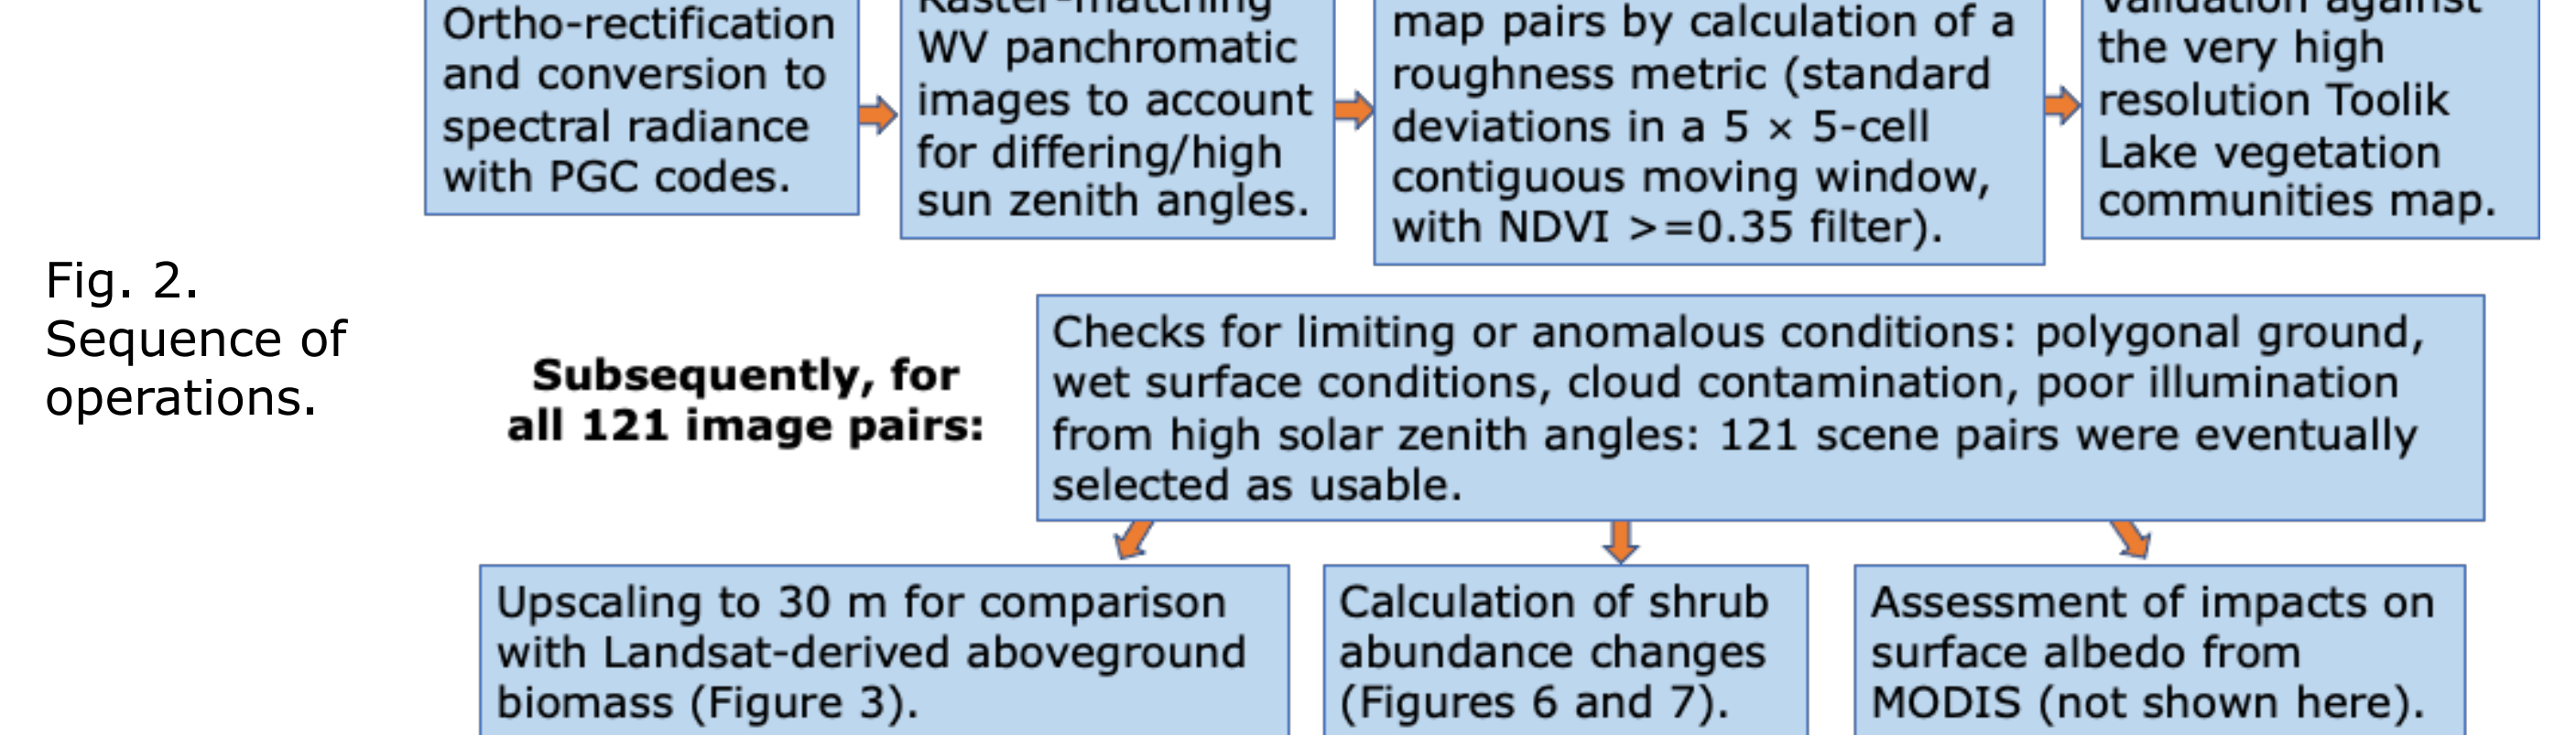 Ortho-rectification
and conversion to
spectral radiance
with PGC codes.
Raster-matching
WV panchromatic
images to account
for differing/high
sun zenith angles.
map pairs by calculation of a
roughness metric (standard
deviations in a 5 × 5-cell
contiguous moving window,
with NDVI >=0.35 filter).
Validation against
the very high
resolution Toolik
Lake vegetation
communities map.
Fig. 2.
Sequence of
operations.
Subsequently, for
all 121 image pairs:
Checks for limiting or anomalous conditions: polygonal ground,
wet surface conditions, cloud contamination, poor illumination
from high solar zenith angles: 121 scene pairs were eventually
selected as usable.
Upscaling to 30 m for comparison
with Landsat-derived aboveground
biomass (Figure 3).
Calculation of shrub
abundance changes
(Figures 6 and 7).
Assessment of impacts on
surface albedo from
MODIS (not shown here).